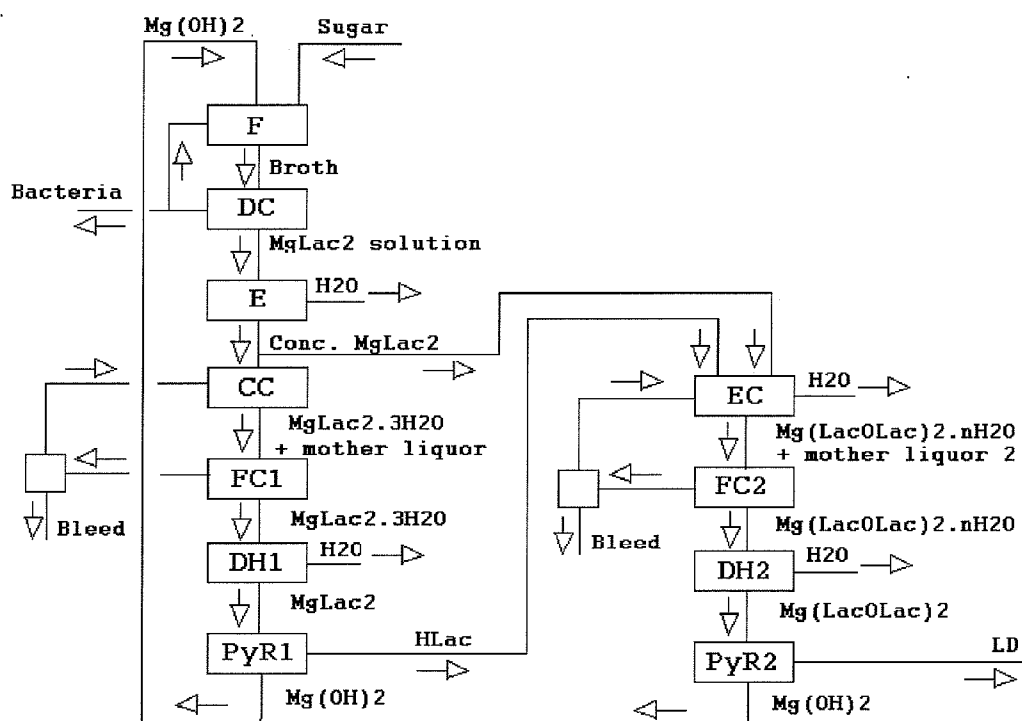 Mg(OH)2
Sugar
F
Broth
Bacteria
DC
MgLac2 solution
H2O
E
Conc. MgLac2
CC
H2O
EC
MgLac2.3H2O
+ mother liquor
Mg(LacOLac)2.nH2O
+ mother liquor 2
FC1
FC2
MgLac2.3H2O
Bleed
Mg(LacOLac)2.nH2O
Bleed
H2O
DH1
H2O
DH2
MgLac2
Mg(LacOLac)2
HLac
PyR1
LD
PyR2
Mg(OH)2
Mg(OH)2